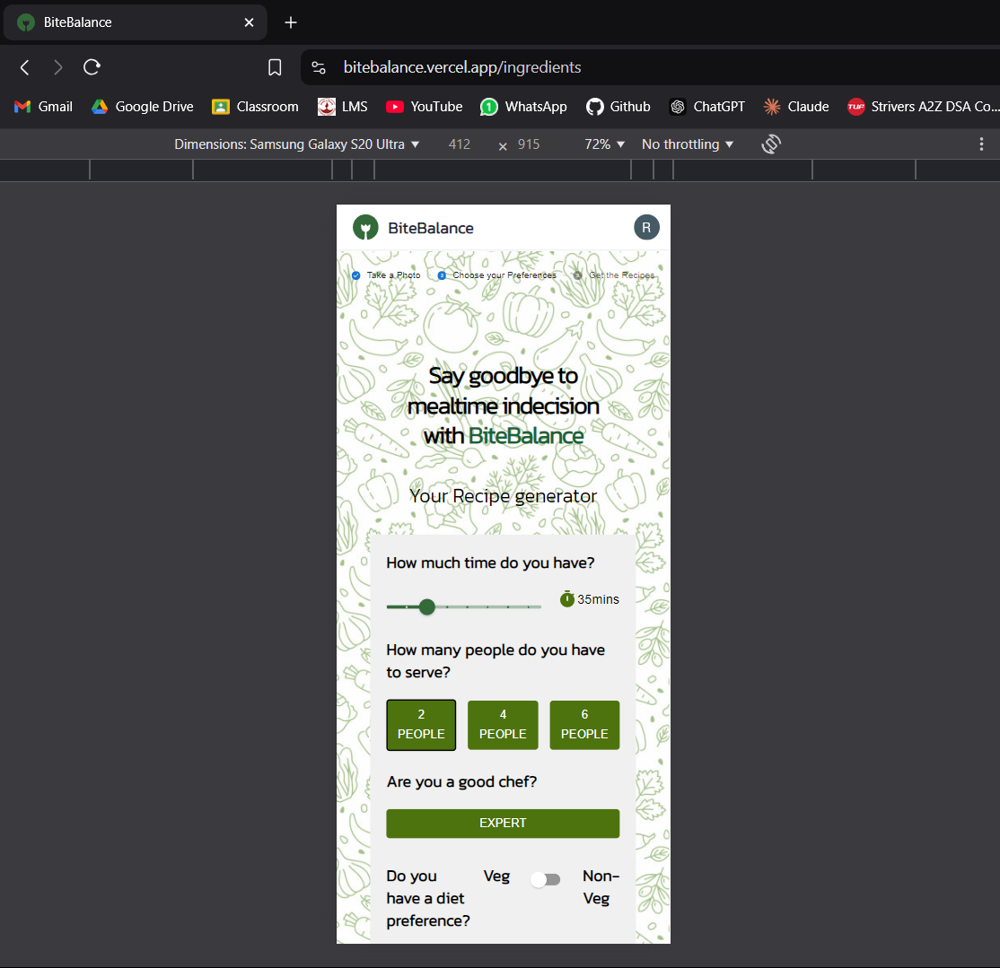 BiteBalance
bitebalance.vercel.app/ingredients
Gmail Google Drive Classroom LMS YouTube 1 WhatsApp Github ChatGPT Claude TUF Strivers A2Z DSA Co...
Dimensions: Samsung Galaxy S20 Ultra 412 × 915 72% No throttling
BiteBalance R
Take a Photo 2 Choose your Preferences 3 Get the Recipes
Say goodbye to
mealtime indecision
with BiteBalance
Your Recipe generator
How much time do you have?
35mins
How many people do you have
to serve?
2 4 6
PEOPLE PEOPLE PEOPLE
Are you a good chef?
EXPERT
Do you Veg Non-
have a diet Veg
preference?